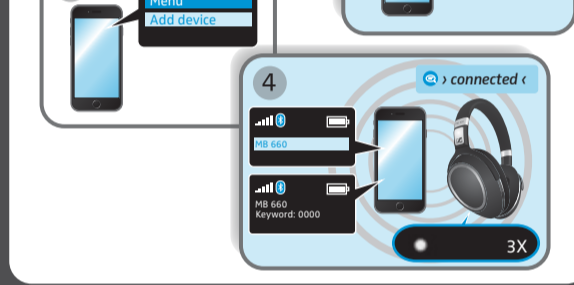 Menu
Add device
4
› connected ‹
MB 660
MB 660
Keyword: 0000
3X